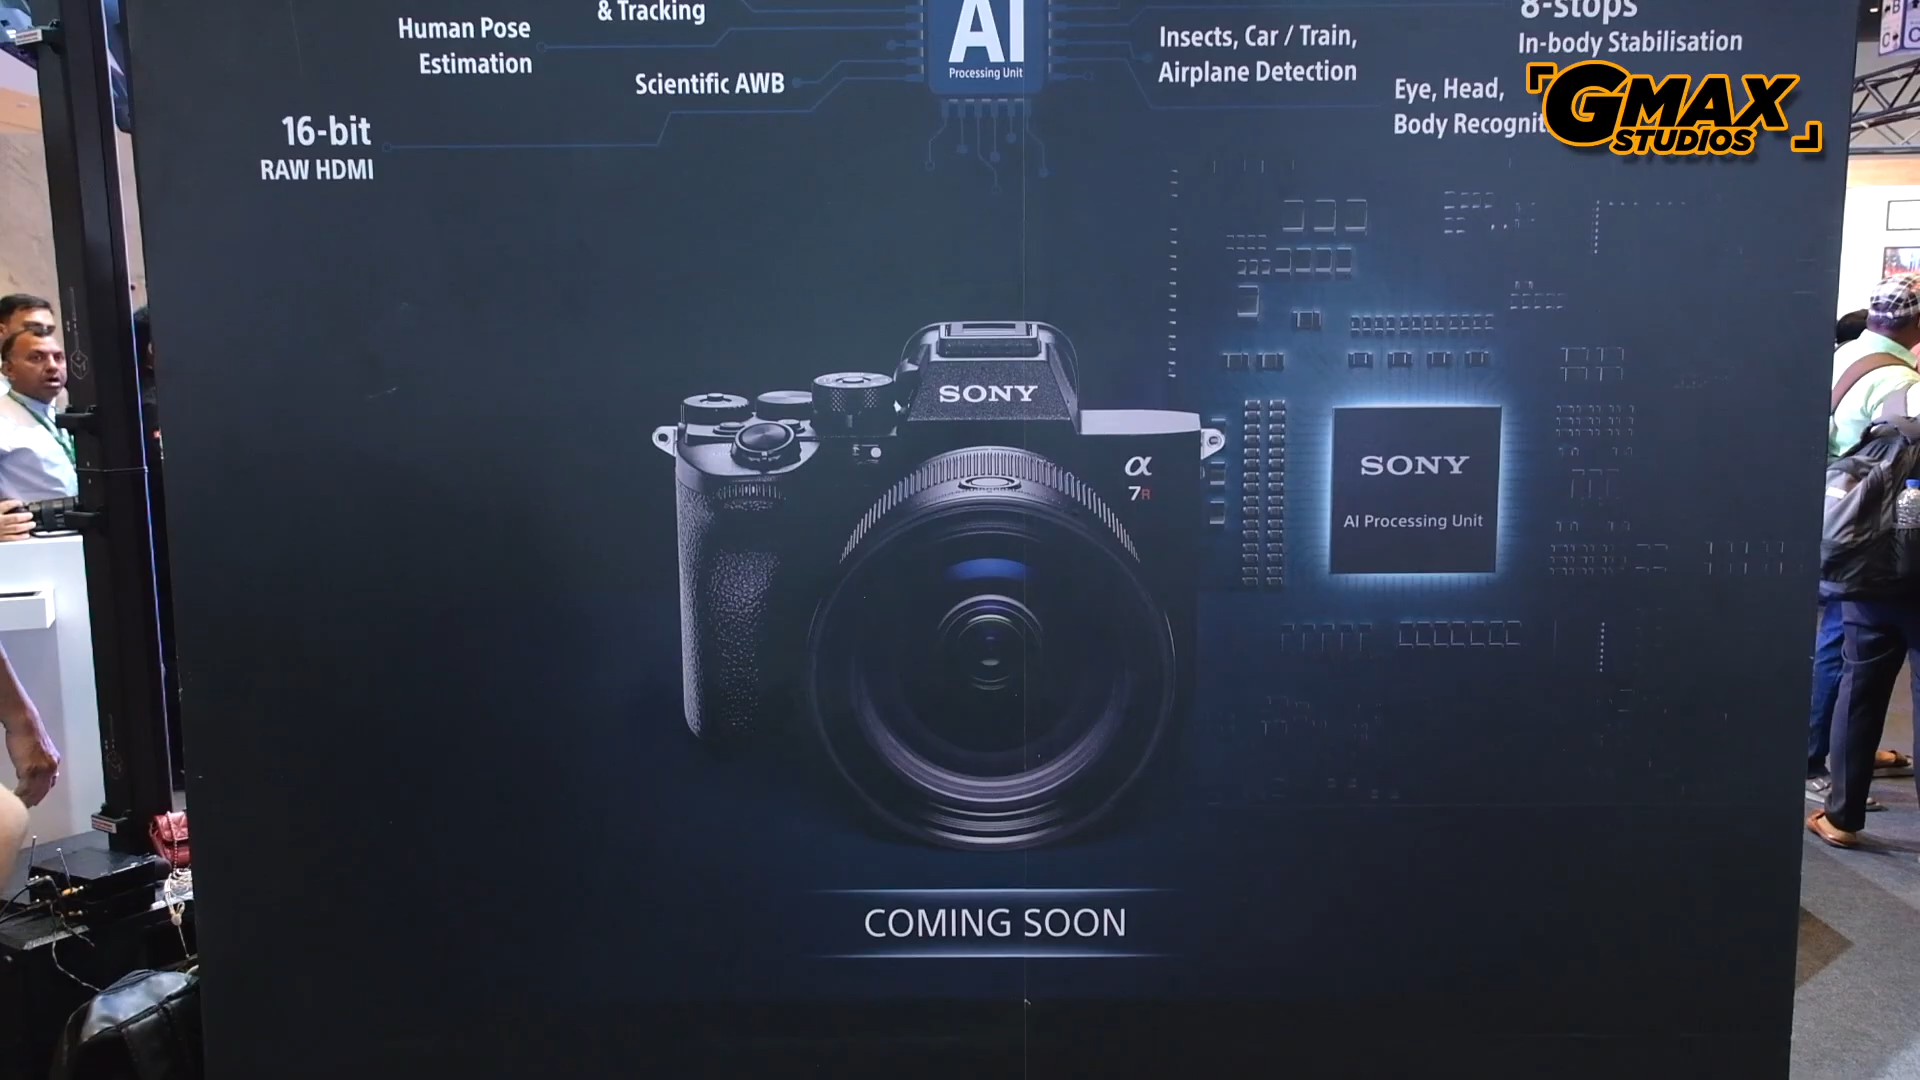 & Tracking
Human Pose
Estimation
Scientific AWB
16-bit
RAW HDMI
AI
Processing Unit
Insects, Car / Train,
Airplane Detection
8-stops
In-body Stabilisation
Eye, Head,
Body Recognit
GMAX
STUDIOS
SONY
α
7R
SONY
AI Processing Unit
COMING SOON